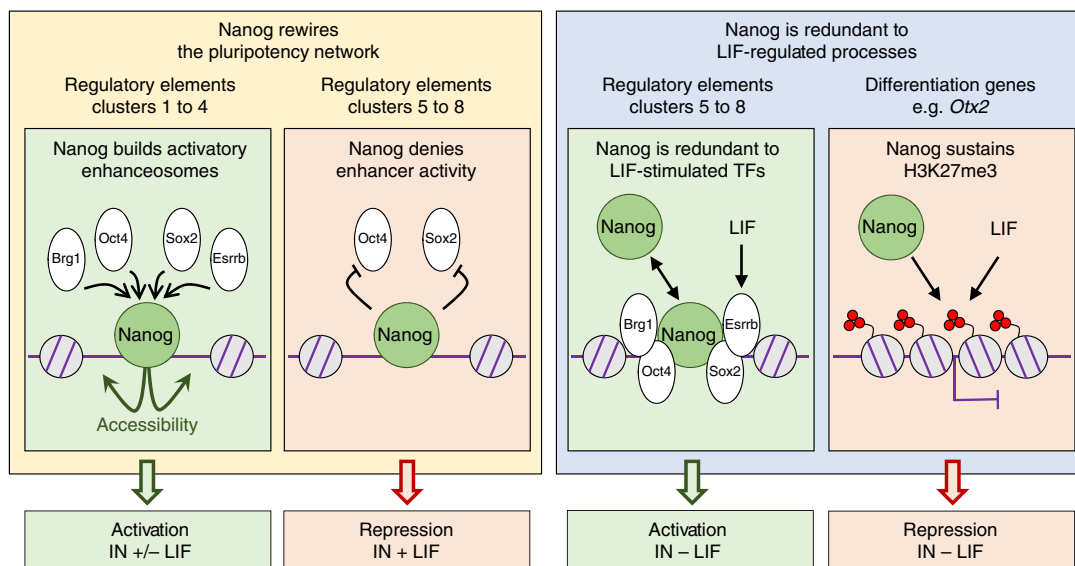 Nanog rewires
the pluripotency network
Regulatory elements
clusters 1 to 4
Nanog builds activatory
enhanceosomes
Brg1
Oct4
Sox2
Esrrb
Nanog
Accessibility
Activation
IN +/– LIF
Regulatory elements
clusters 5 to 8
Nanog denies
enhancer activity
Oct4
Sox2
Nanog
Repression
IN + LIF
Nanog is redundant to
LIF-regulated processes
Regulatory elements
clusters 5 to 8
Nanog is redundant to
LIF-stimulated TFs
Nanog
LIF
Brg1
Nanog
Esrrb
Oct4
Sox2
Activation
IN – LIF
Differentiation genes
e.g. Otx2
Nanog sustains
H3K27me3
Nanog
LIF
Repression
IN – LIF